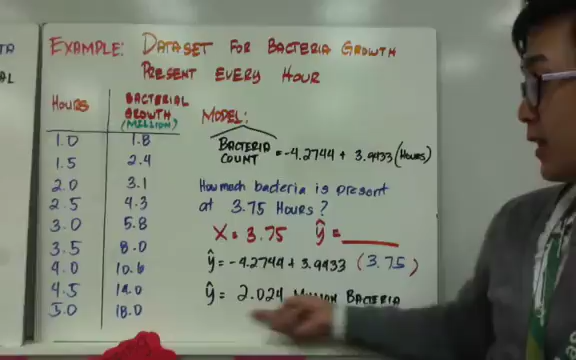 EXAMPLE: DATASET FOR BACTERIA GROWTH
PRESENT EVERY HOUR
HOURS BACTERIAL GROWTH (MILLION)
1.0 1.8
1.5 2.4
2.0 3.1
2.5 4.3
3.0 5.8
3.5 8.0
4.0 10.6
4.5 14.0
5.0 18.0
MODEL:
BACTERIA COUNT = -4.2744 + 3.9433 (HOURS)
How much bacteria is present
at 3.75 HOURS?
X = 3.75 ŷ = ____
ŷ = -4.2744 + 3.9433 (3.75)
ŷ = 2.024 MILLION BACTERIA